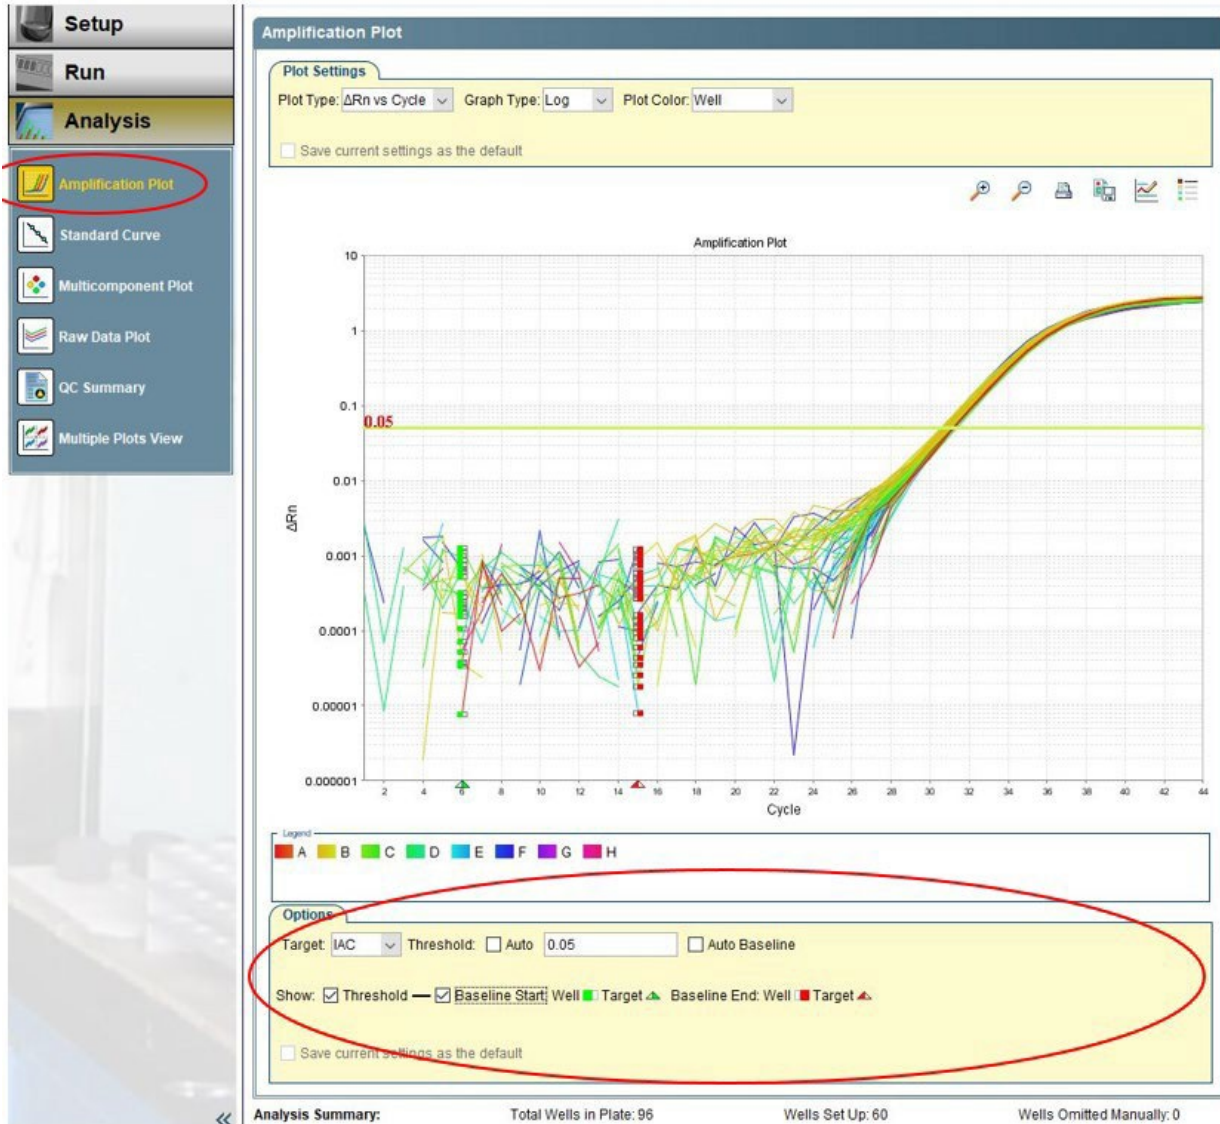 Setup
Run
Analysis
Amplification Plot
Standard Curve
Multicomponent Plot
Raw Data Plot
QC Summary
Multiple Plots View
«
Amplification Plot
Plot Settings
Plot Type: ΔRn vs Cycle Graph Type: Log Plot Color: Well
Save current settings as the default
Amplification Plot
10
1
0.1
0.05
0.01
0.001
0.0001
0.00001
0.000001
ΔRn
2 4 6 8 10 12 14 16 18 20 22 24 26 28 30 32 34 36 38 40 42 44
Cycle
Legend
A B C D E F G H
Options
Target: IAC Threshold: Auto 0.05 Auto Baseline
Show: Threshold Baseline Start: Well Target Baseline End: Well Target
Save current settings as the default
Analysis Summary: Total Wells in Plate: 96 Wells Set Up: 60 Wells Omitted Manually: 0